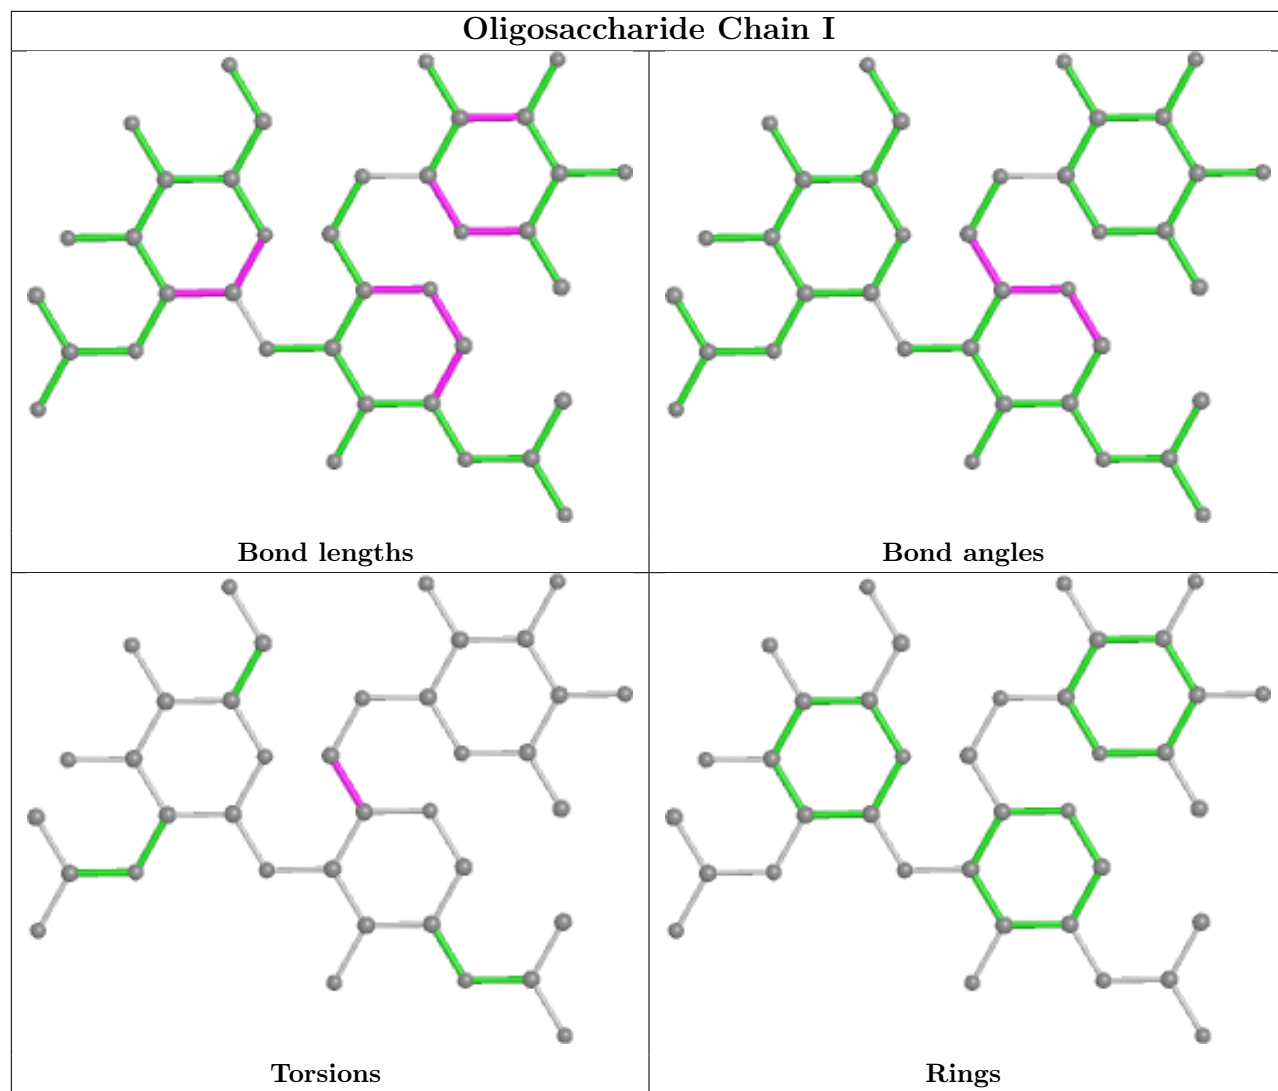 Oligosaccharide Chain I
Bond lengths
Bond angles
Torsions
Rings